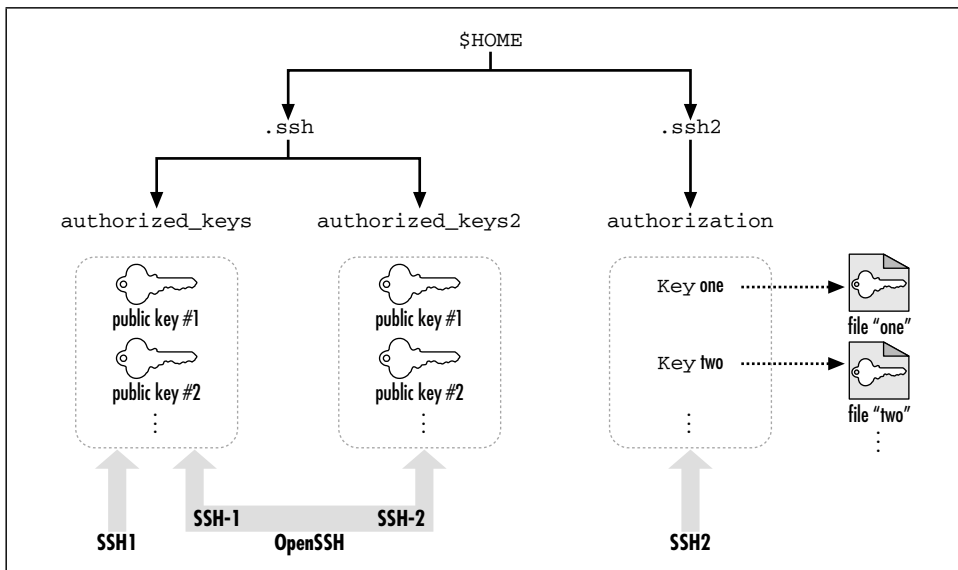 $HOME
.ssh
.ssh2
authorized_keys
authorized_keys2
authorization
public key #1
public key #2
⋮
public key #1
public key #2
⋮
Key one
Key two
⋮
file “one”
file “two”
⋮
SSH1
SSH-1
SSH-2
OpenSSH
SSH2